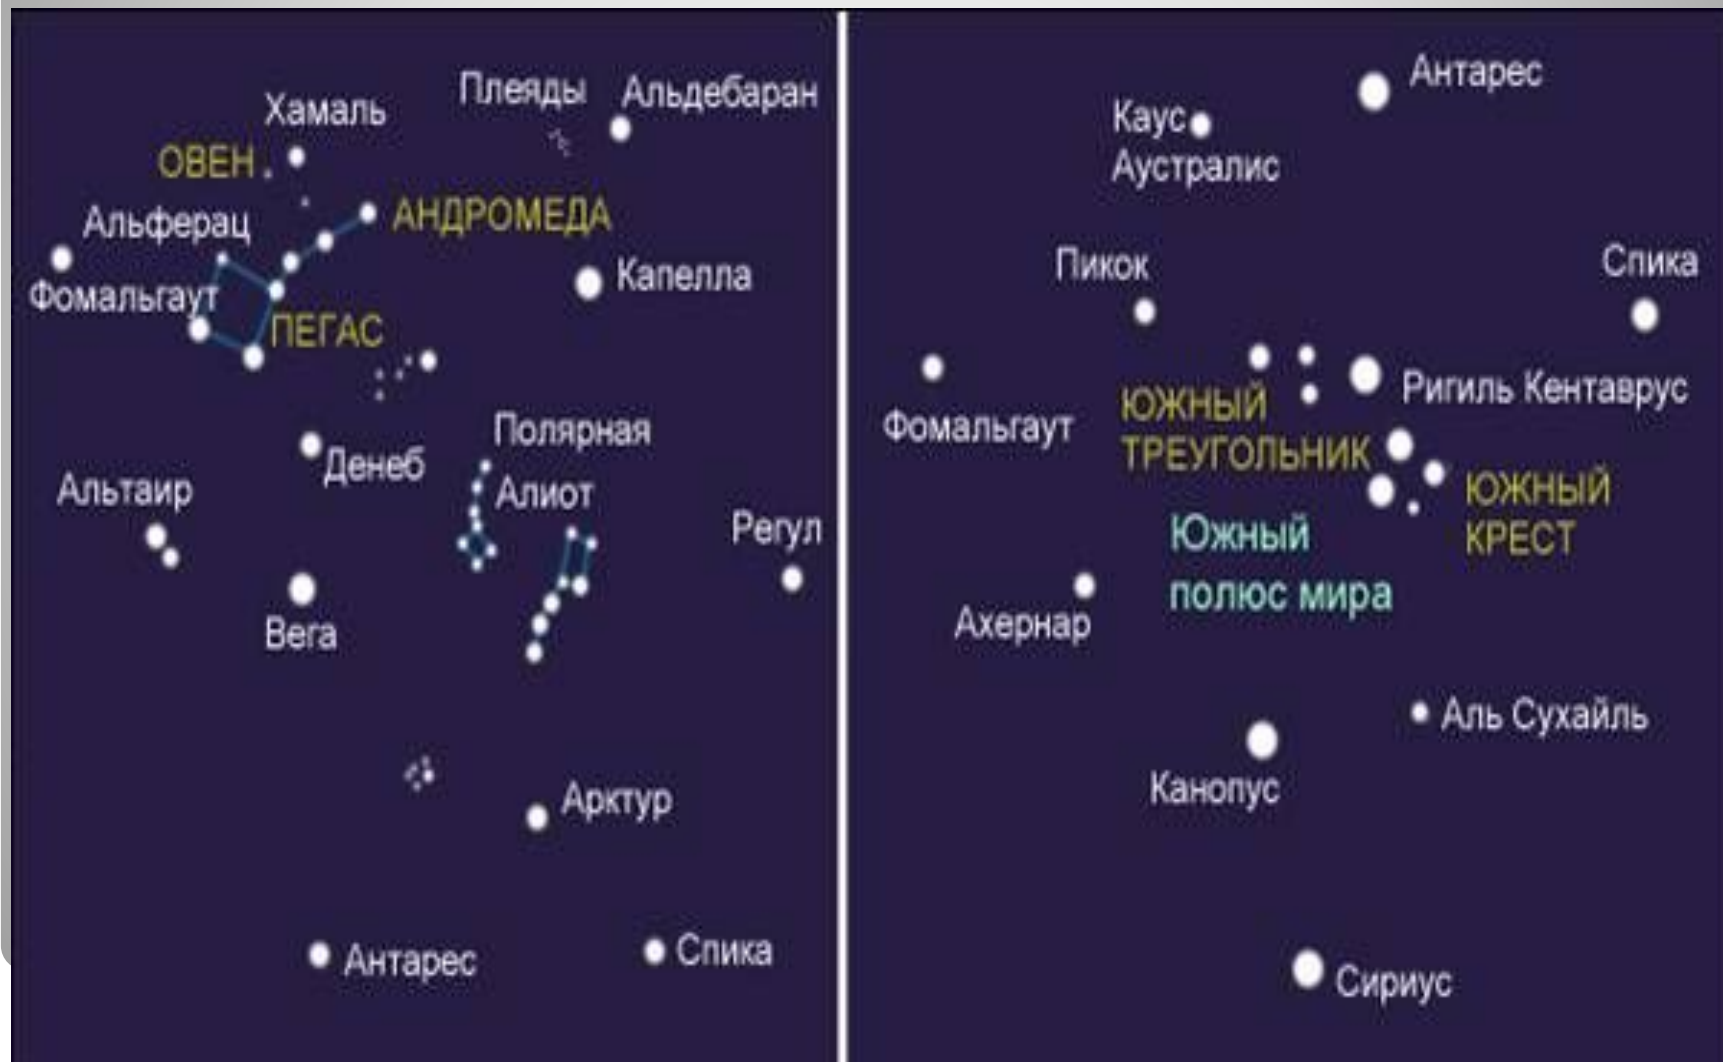 Плеяды
Альдебаран
Хамаль
ОВЕН
АНДРОМЕДА
Альферац
Капелла
Фомальгаут
ПЕГАС
Полярная
Денеб
Альтаир
Алиот
Регул
Вега
Арктур
Антарес
Спика
Антарес
Каус
Аустралис
Пикок
Спика
Ригиль Кентаврус
Фомальгаут
ЮЖНЫЙ
ТРЕУГОЛЬНИК
ЮЖНЫЙ
КРЕСТ
Южный
полюс мира
Ахернар
Аль Сухайль
Канопус
Сириус